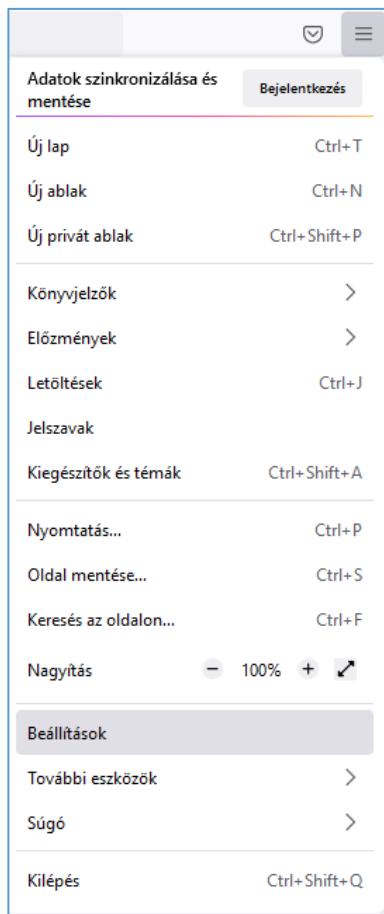 Adatok szinkronizálása és
mentése Bejelentkezés
Új lap Ctrl+T
Új ablak Ctrl+N
Új privát ablak Ctrl+Shift+P
Könyvjelzők
Előzmények
Letöltések Ctrl+J
Jelszavak
Kiegészítők és témák Ctrl+Shift+A
Nyomtatás... Ctrl+P
Oldal mentése... Ctrl+S
Keresés az oldalon... Ctrl+F
Nagyítás − 100% +
Beállítások
További eszközök
Súgó
Kilépés Ctrl+Shift+Q